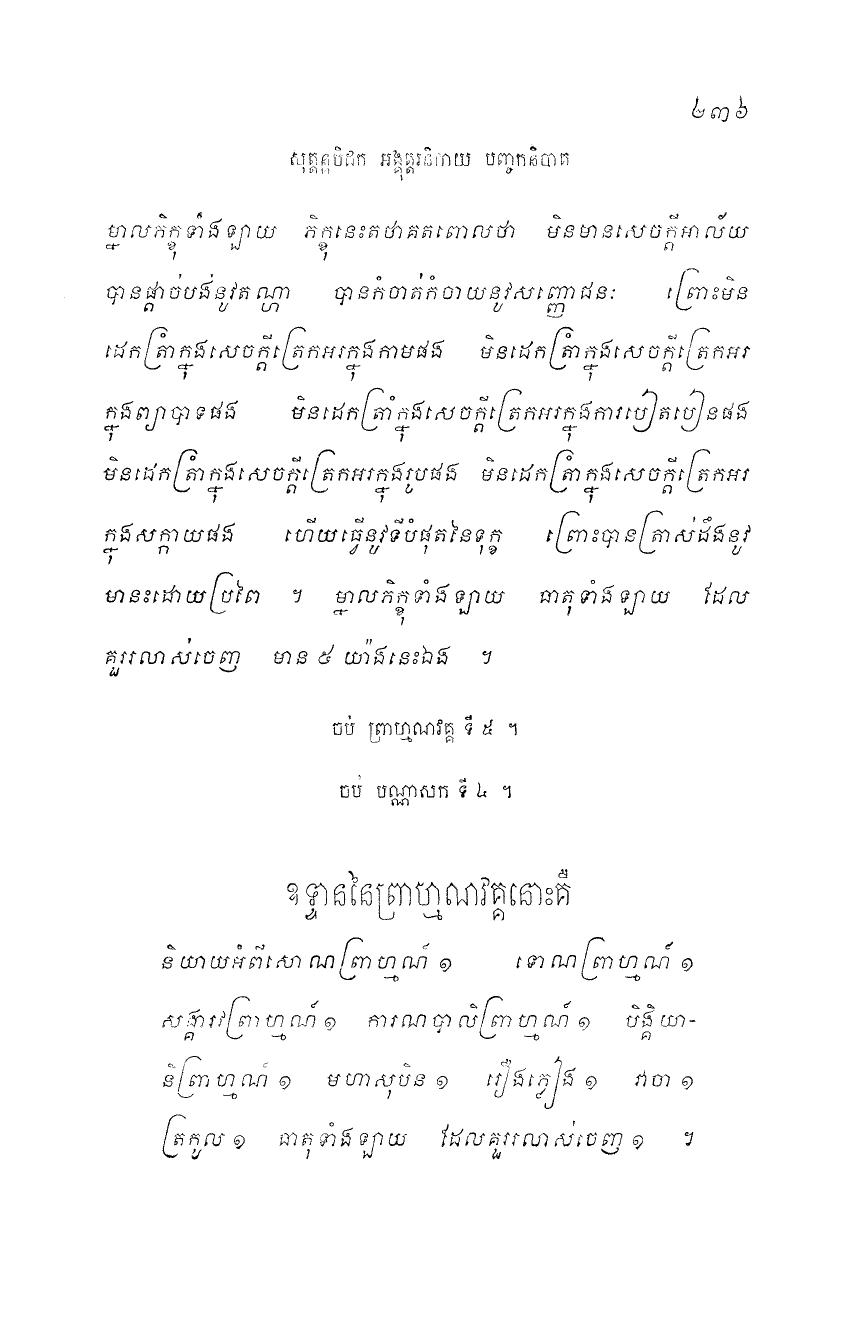 ២៣៦
សុត្តន្តបិដក អង្គុត្តរនិកាយ បញ្ចកនិបាត
ម្នាលភិក្ខុទាំងឡាយ ភិក្ខុនេះតថាគតពោលថា មិនមានសេចក្តីអាល័យ
បានផ្តាច់បង់នូវតណ្ហា បានកំចាត់កំចាយនូវសញ្ញោជនៈ ព្រោះមិន
ដេកត្រាំក្នុងសេចក្តីត្រេកអរក្នុងកាមផង មិនដេកត្រាំក្នុងសេចក្តីត្រេកអរ
ក្នុងព្យាបាទផង មិនដេកត្រាំក្នុងសេចក្តីត្រេកអរក្នុងការបៀតបៀនផង
មិនដេកត្រាំក្នុងសេចក្តីត្រេកអរក្នុងរូបផង មិនដេកត្រាំក្នុងសេចក្តីត្រេកអរ
ក្នុងសក្កាយផង ហើយធ្វើនូវទីបំផុតនៃទុក្ខ ព្រោះបានត្រាស់ដឹងនូវ
មានះដោយប្រពៃ ។ ម្នាលភិក្ខុទាំងឡាយ ធាតុទាំងឡាយ ដែល
គួររលាស់ចេញ មាន ៥ យ៉ាងនេះឯង ។
ចប់ ព្រាហ្មណវគ្គ ទី ៥ ។
ចប់ បណ្ណាសក ទី ៤ ។
ឧទ្ទាននៃព្រាហ្មណវគ្គនោះគឺ
និយាយអំពីសោណព្រាហ្មណ៍ ១ ទោណព្រាហ្មណ៍ ១
សង្គារវព្រាហ្មណ៍ ១ ការណបាលិព្រាហ្មណ៍ ១ បិង្គិយា-
និព្រាហ្មណ៍ ១ មហាសុបិន ១ រឿងភ្លៀង ១ វាចា ១
ត្រកូល ១ ធាតុទាំងឡាយ ដែលគួររលាស់ចេញ ១ ។